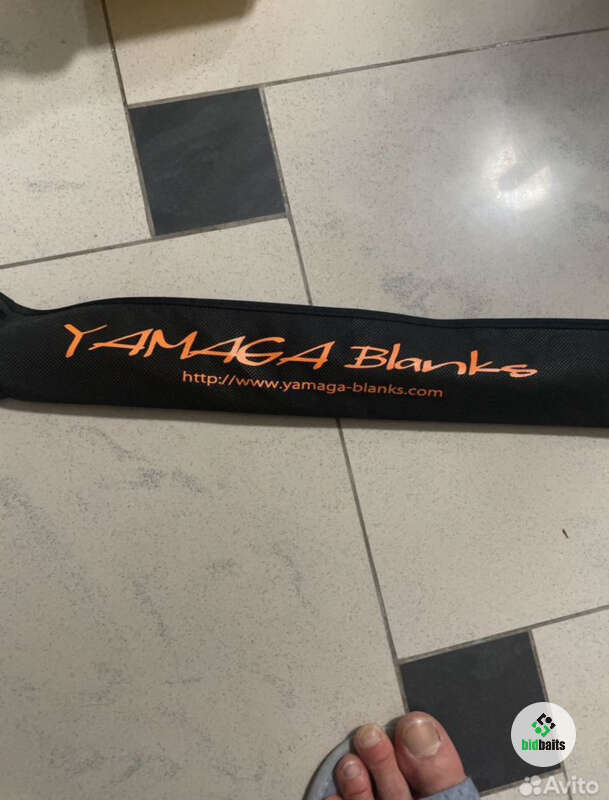 YAMAGA Blanks
http://www.yamaga-blanks.com
bidbaits
Avito